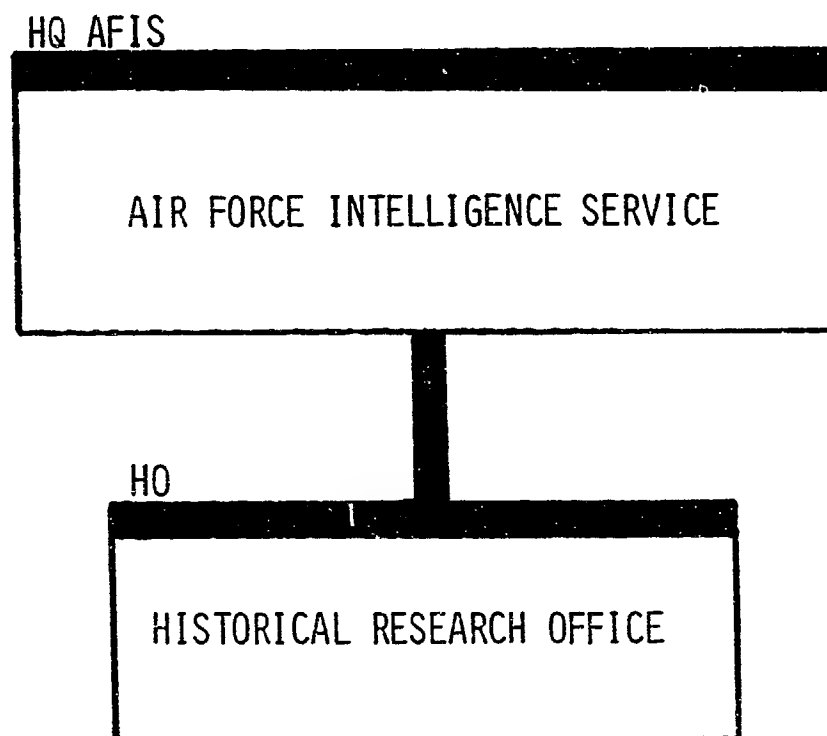 HQ AFIS
AIR FORCE INTELLIGENCE SERVICE
HO
HISTORICAL RESEARCH OFFICE